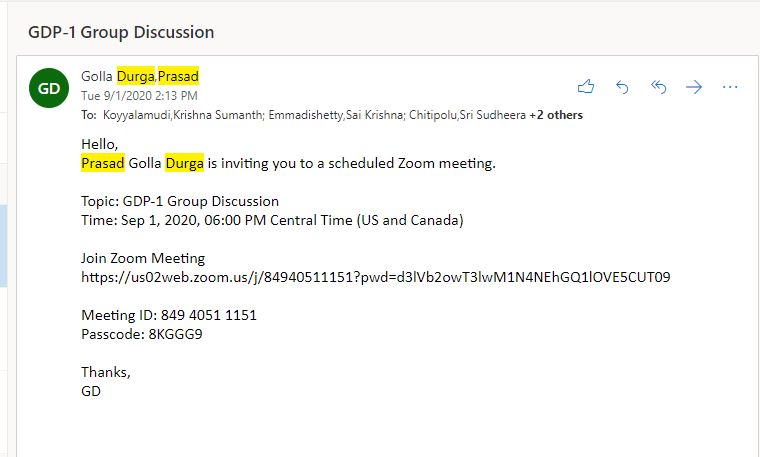 GDP-1 Group Discussion
GD
Golla Durga,Prasad
Tue 9/1/2020 2:13 PM
To: Koyyalamudi,Krishna Sumanth; Emmadishetty,Sai Krishna; Chitipolu,Sri Sudheera +2 others
Hello,
Prasad Golla Durga is inviting you to a scheduled Zoom meeting.
Topic: GDP-1 Group Discussion
Time: Sep 1, 2020, 06:00 PM Central Time (US and Canada)
Join Zoom Meeting
https://us02web.zoom.us/j/84940511151?pwd=d3lVb2owT3lwM1N4NEhGQ1lOVE5CUT09
Meeting ID: 849 4051 1151
Passcode: 8KGGG9
Thanks,
GD